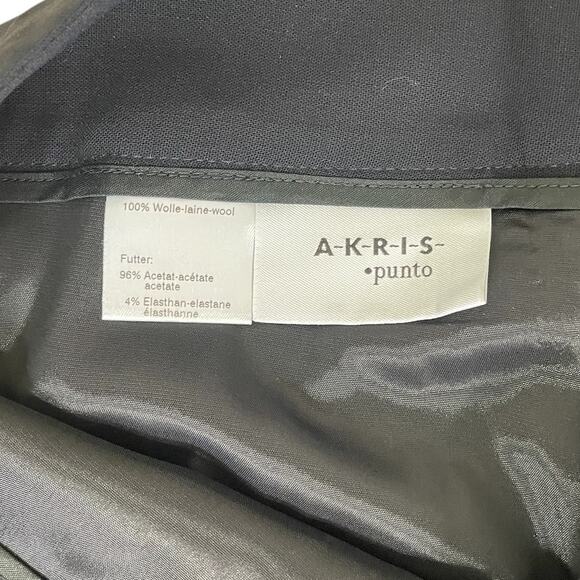 100% Wolle-laine-wool
Futter:
96% Acetat-acétate
acetate
4% Elasthan-elastane
élasthanne
A-K-R-I-S-
•punto